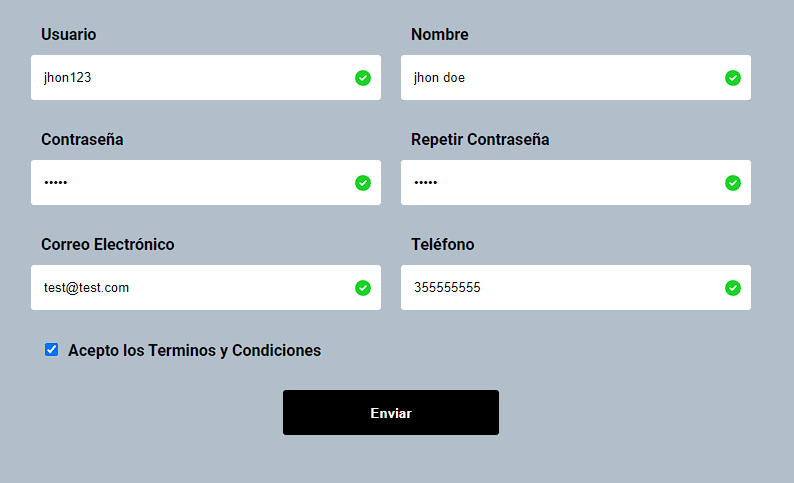 Usuario
Nombre
jhon123
jhon doe
Contraseña
Repetir Contraseña
•••••
•••••
Correo Electrónico
Teléfono
test@test.com
355555555
Acepto los Terminos y Condiciones
Enviar